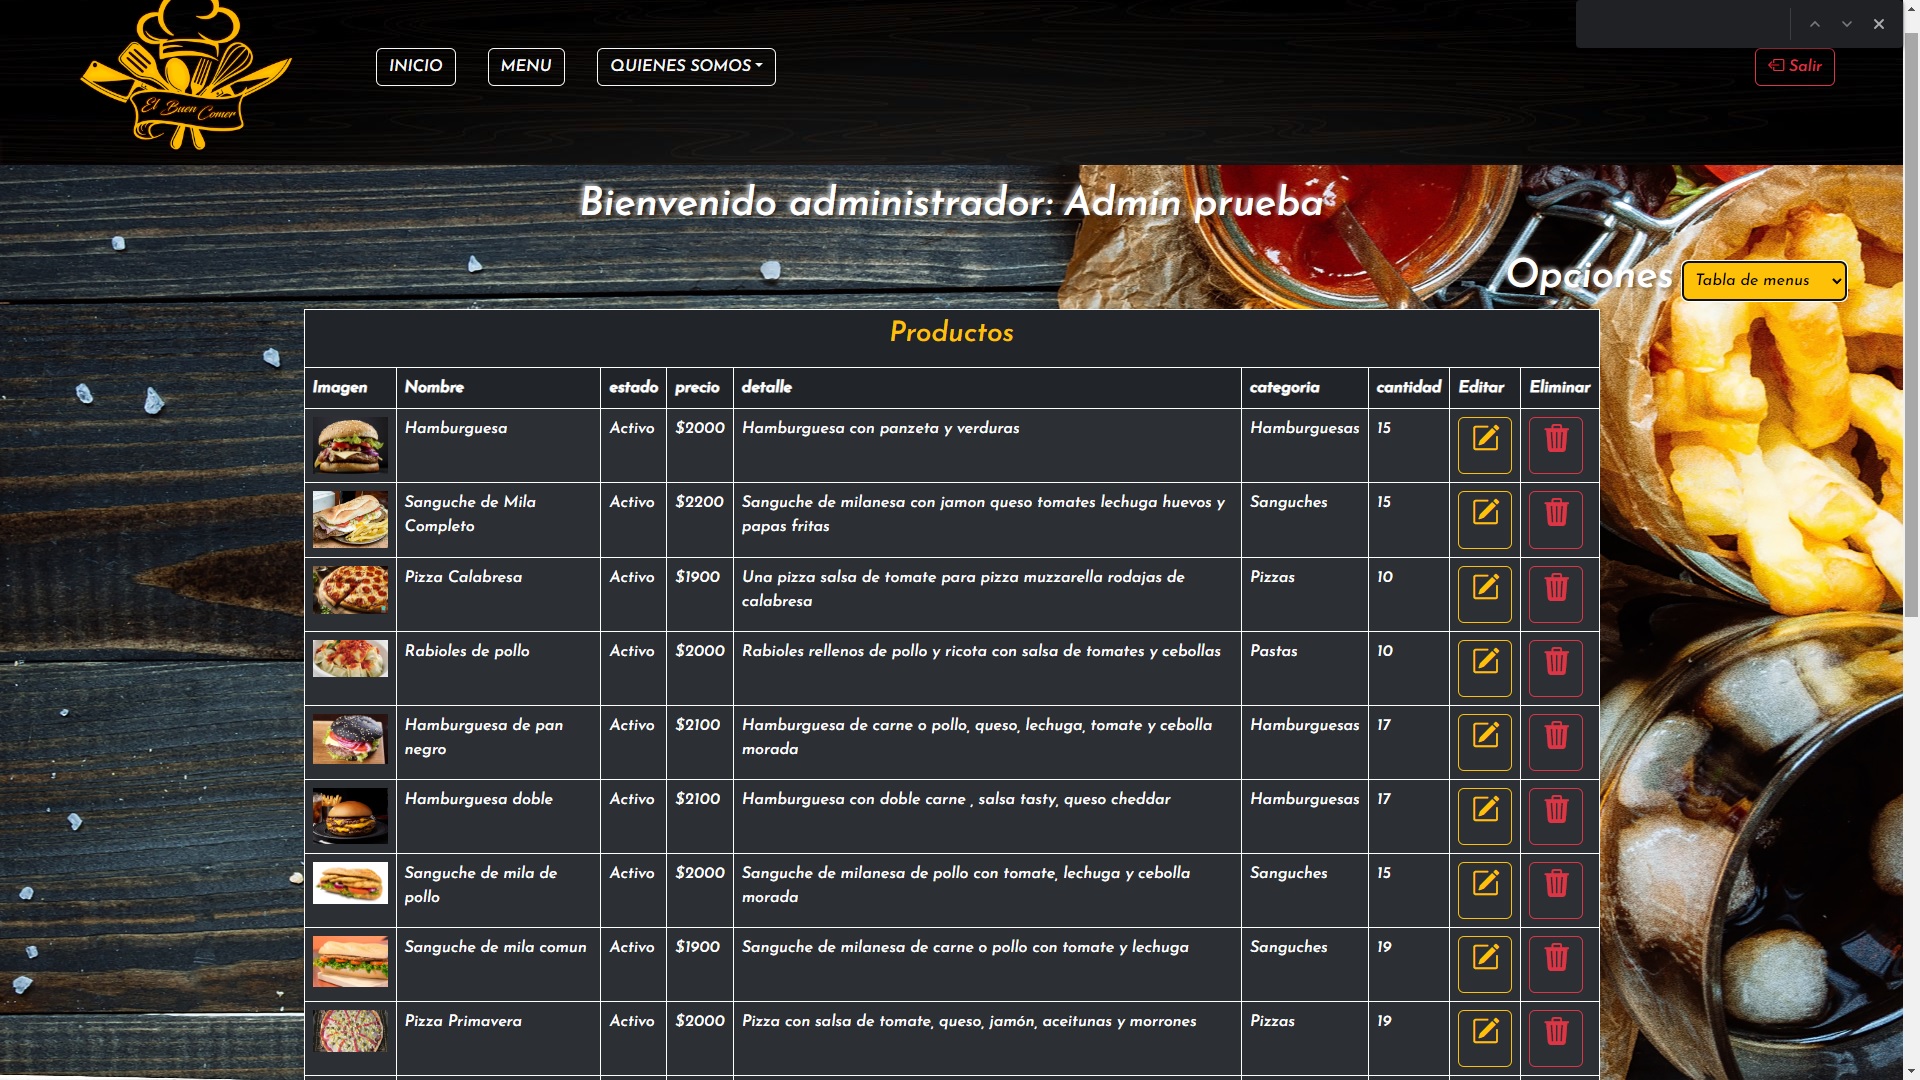 El Buen Comer
INICIO
MENU
QUIENES SOMOS
Salir
Bienvenido administrador: Admin prueba
Opciones
Tabla de menus
Productos
Imagen Nombre estado precio detalle categoria cantidad Editar Eliminar
Hamburguesa Activo $2000 Hamburguesa con panzeta y verduras Hamburguesas 15
Sanguche de Mila Activo $2200 Sanguche de milanesa con jamon queso tomates lechuga huevos y Sanguches 15
Completo papas fritas
Pizza Calabresa Activo $1900 Una pizza salsa de tomate para pizza muzzarella rodajas de Pizzas 10
calabresa
Rabioles de pollo Activo $2000 Rabioles rellenos de pollo y ricota con salsa de tomates y cebollas Pastas 10
Hamburguesa de pan Activo $2100 Hamburguesa de carne o pollo, queso, lechuga, tomate y cebolla Hamburguesas 17
negro morada
Hamburguesa doble Activo $2100 Hamburguesa con doble carne , salsa tasty, queso cheddar Hamburguesas 17
Sanguche de mila de Activo $2000 Sanguche de milanesa de pollo con tomate, lechuga y cebolla Sanguches 15
pollo morada
Sanguche de mila comun Activo $1900 Sanguche de milanesa de carne o pollo con tomate y lechuga Sanguches 19
Pizza Primavera Activo $2000 Pizza con salsa de tomate, queso, jamón, aceitunas y morrones Pizzas 19